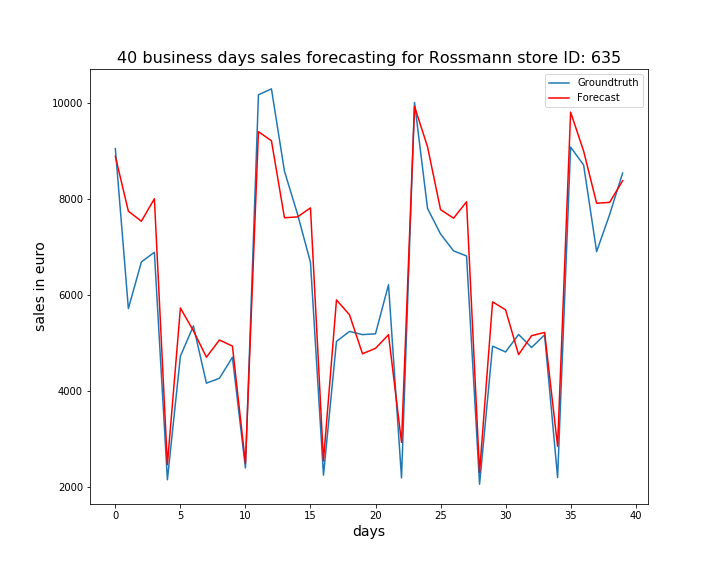 40 business days sales forecasting for Rossmann store ID: 635
Groundtruth
Forecast
10000
8000
6000
4000
2000
sales in euro
0 5 10 15 20 25 30 35 40
days